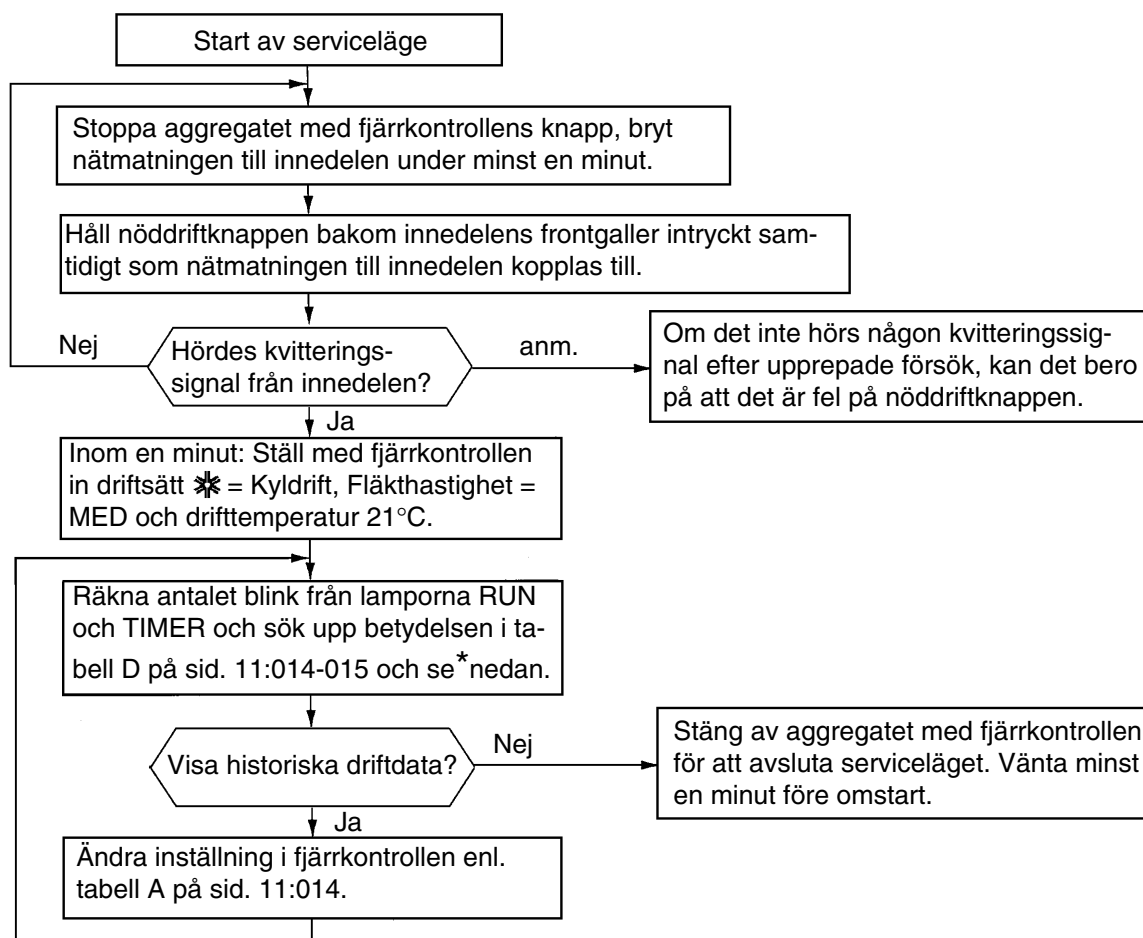 Start av serviceläge
Stoppa aggregatet med fjärrkontrollens knapp, bryt
nätmatningen till innedelen under minst en minut.
Håll nöddriftknappen bakom innedelens frontgaller intryckt sam-
tidigt som nätmatningen till innedelen kopplas till.
Nej
Hördes kvitterings-
signal från innedelen?
anm.
Om det inte hörs någon kvitteringssig-
nal efter upprepade försök, kan det bero
på att det är fel på nöddriftknappen.
Ja
Inom en minut: Ställ med fjärrkontrollen
in driftsätt ❄ = Kyldrift, Fläkthastighet =
MED och drifttemperatur 21°C.
Räkna antalet blink från lamporna RUN
och TIMER och sök upp betydelsen i ta-
bell D på sid. 11:014-015 och se*nedan.
Visa historiska driftdata?
Nej
Stäng av aggregatet med fjärrkontrollen
för att avsluta serviceläget. Vänta minst
en minut före omstart.
Ja
Ändra inställning i fjärrkontrollen enl.
tabell A på sid. 11:014.